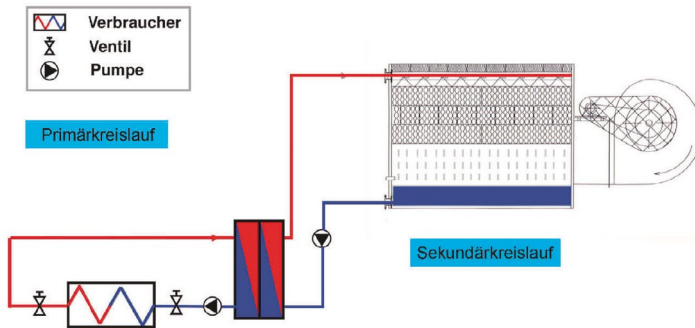 Verbraucher
Ventil
Pumpe
Primärkreislauf
Sekundärkreislauf